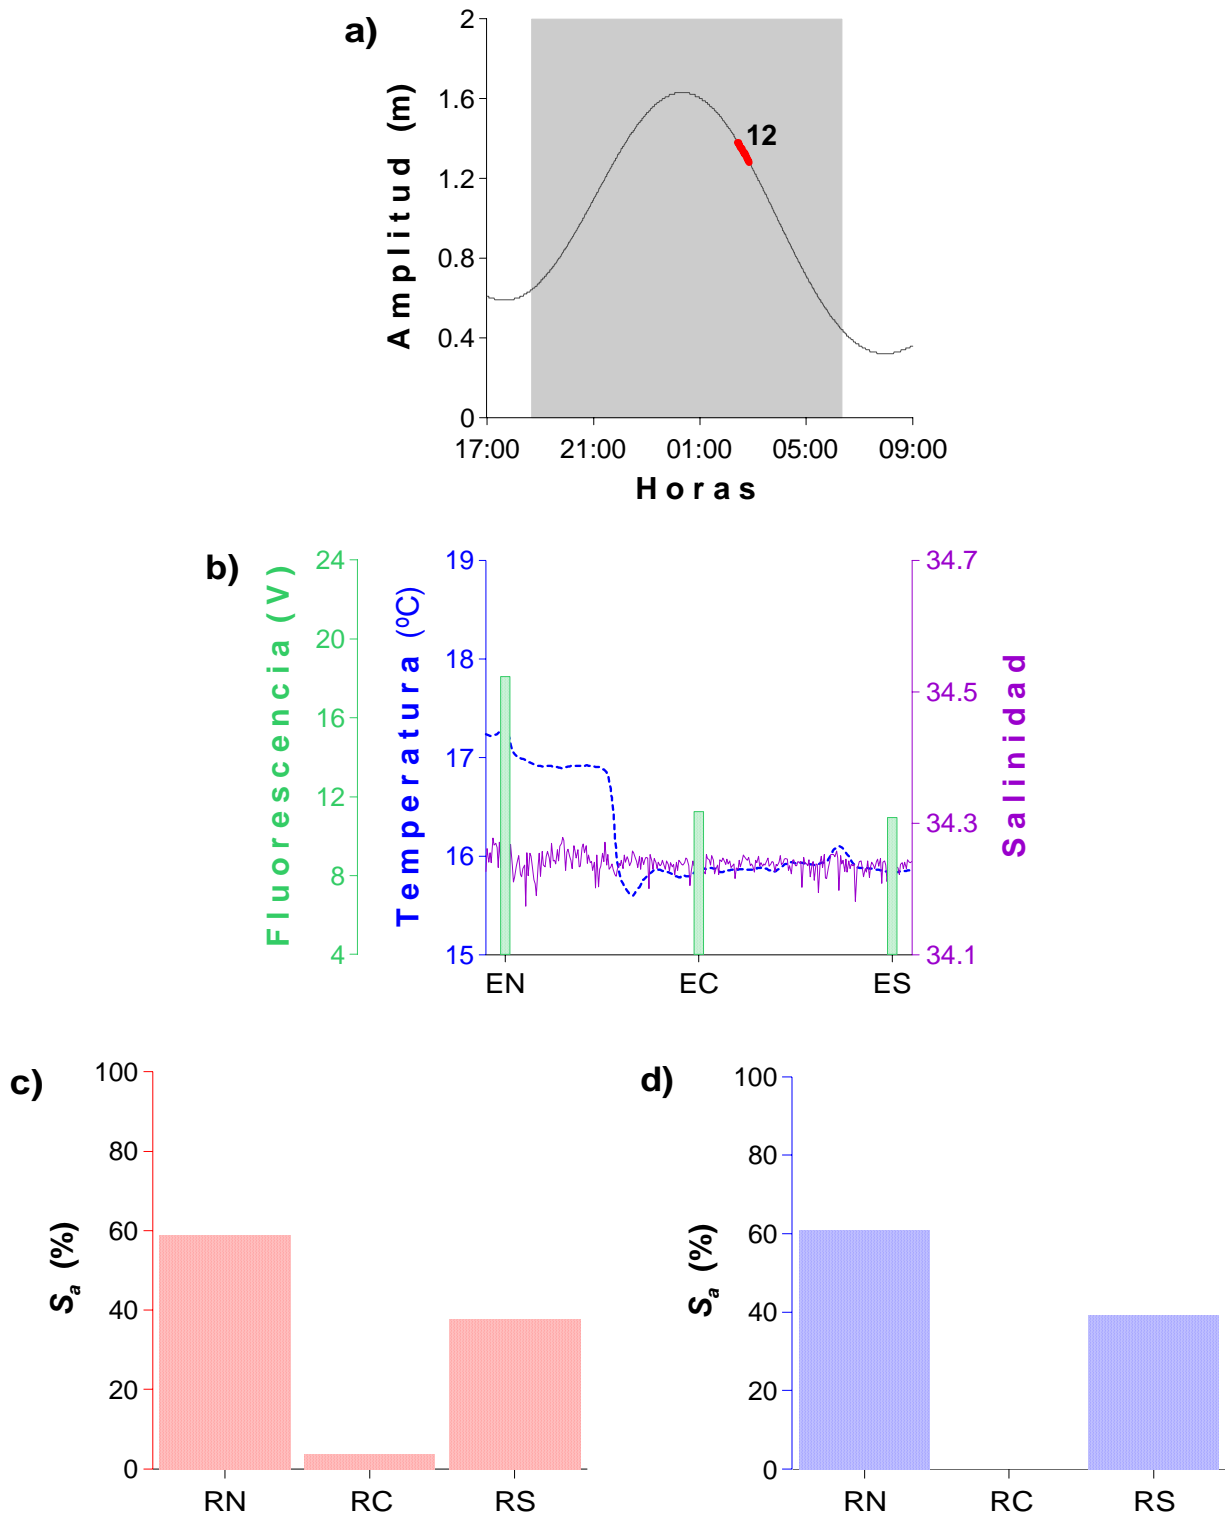 a)
Amplitud (m)
2
1.6
1.2
0.8
0.4
0
12
17:00 21:00 01:00 05:00 09:00
Horas
b)
Fluorescencia (V)
24
20
16
12
8
4
Temperatura (ºC)
19
18
17
16
15
34.7
34.5
34.3
34.1
Salinidad
EN EC ES
c)
Sa (%)
100
80
60
40
20
0
RN RC RS
d)
Sa (%)
100
80
60
40
20
0
RN RC RS